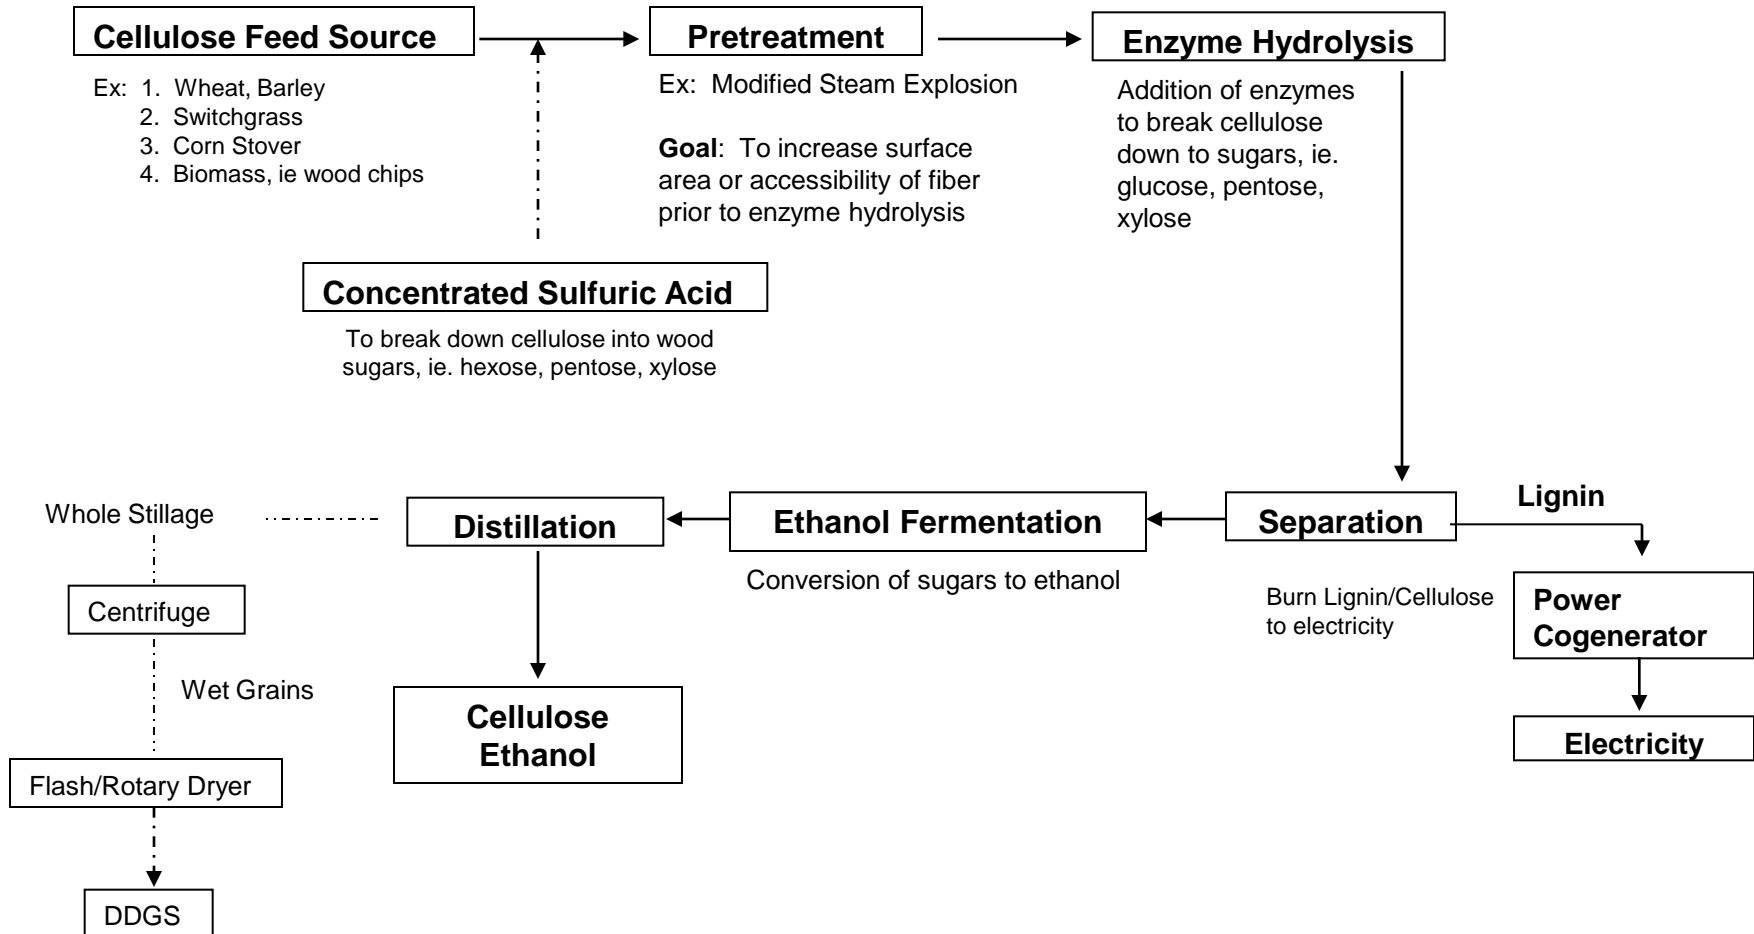 Cellulose Feed Source
Ex: 1. Wheat, Barley
2. Switchgrass
3. Corn Stover
4. Biomass, ie wood chips
Pretreatment
Ex: Modified Steam Explosion
Goal: To increase surface
area or accessibility of fiber
prior to enzyme hydrolysis
Enzyme Hydrolysis
Addition of enzymes
to break cellulose
down to sugars, ie.
glucose, pentose,
xylose
Concentrated Sulfuric Acid
To break down cellulose into wood
sugars, ie. hexose, pentose, xylose
Lignin
Separation
Ethanol Fermentation
Conversion of sugars to ethanol
Distillation
Whole Stillage
Centrifuge
Wet Grains
Flash/Rotary Dryer
DDGS
Cellulose
Ethanol
Burn Lignin/Cellulose
to electricity
Power
Cogenerator
Electricity